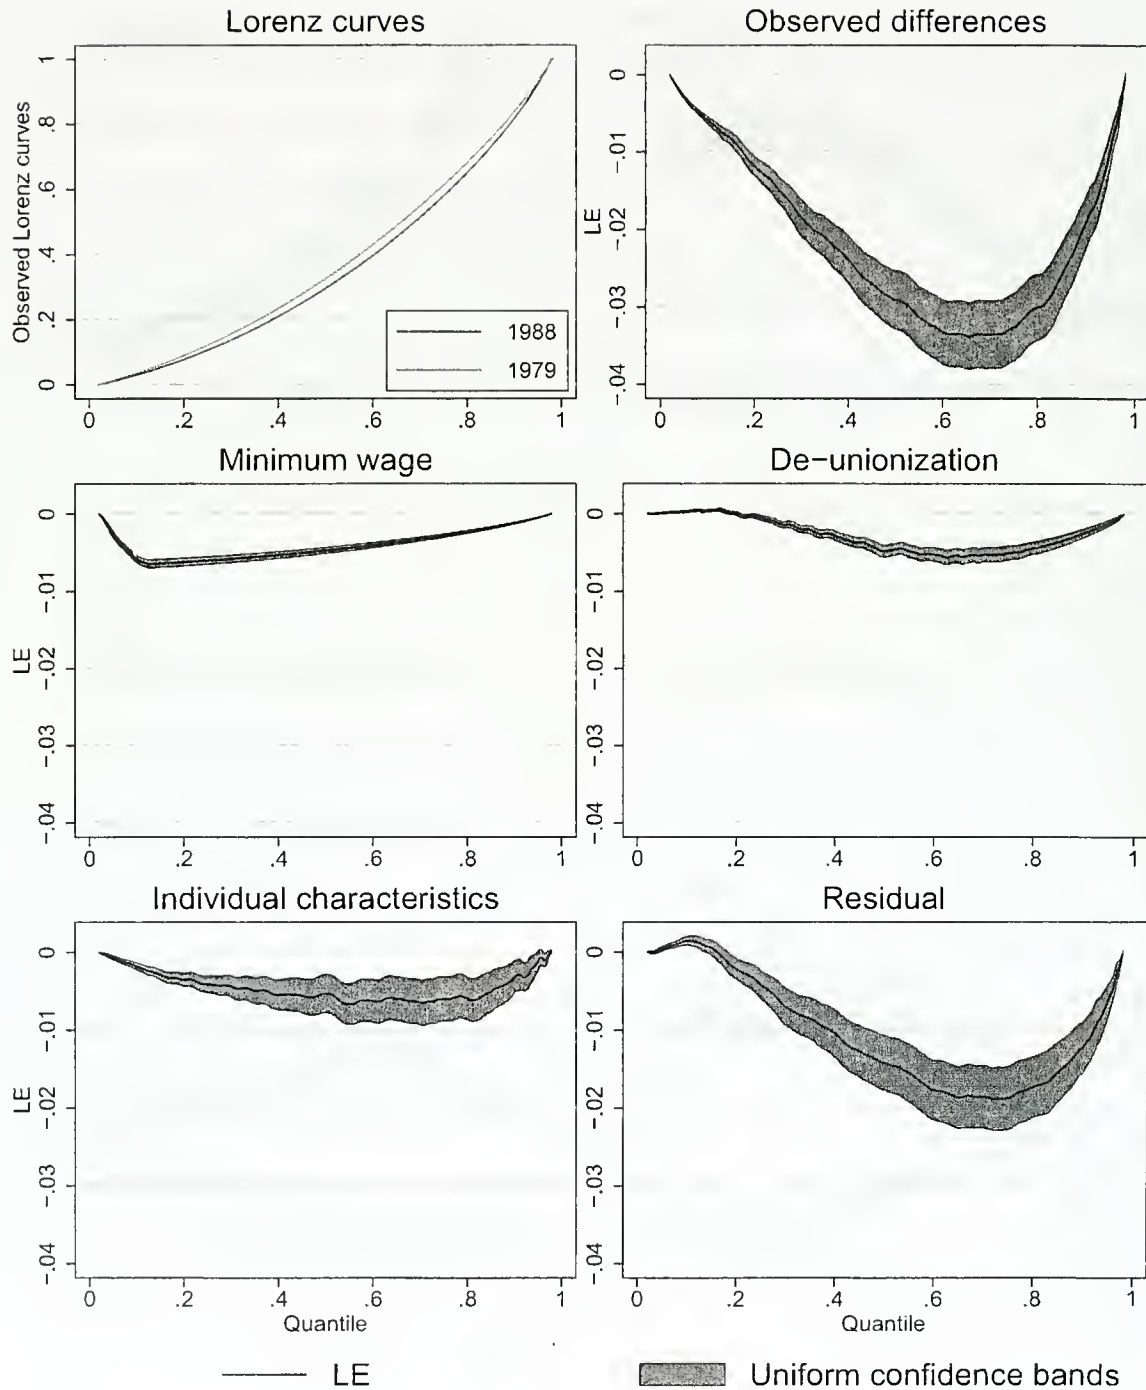 Lorenz curves
Observed Lorenz curves
1
.8
.6
.4
.2
0
1988
1979
0 .2 .4 .6 .8 1
Observed differences
LE
0
−.01
−.02
−.03
−.04
0 .2 .4 .6 .8 1
Minimum wage
LE
0
−.01
−.02
−.03
−.04
0 .2 .4 .6 .8 1
De−unionization
0
−.01
−.02
−.03
−.04
0 .2 .4 .6 .8 1
Individual characteristics
LE
0
−.01
−.02
−.03
−.04
0 .2 .4 .6 .8 1
Quantile
Residual
0
−.01
−.02
−.03
−.04
0 .2 .4 .6 .8 1
Quantile
LE
Uniform confidence bands